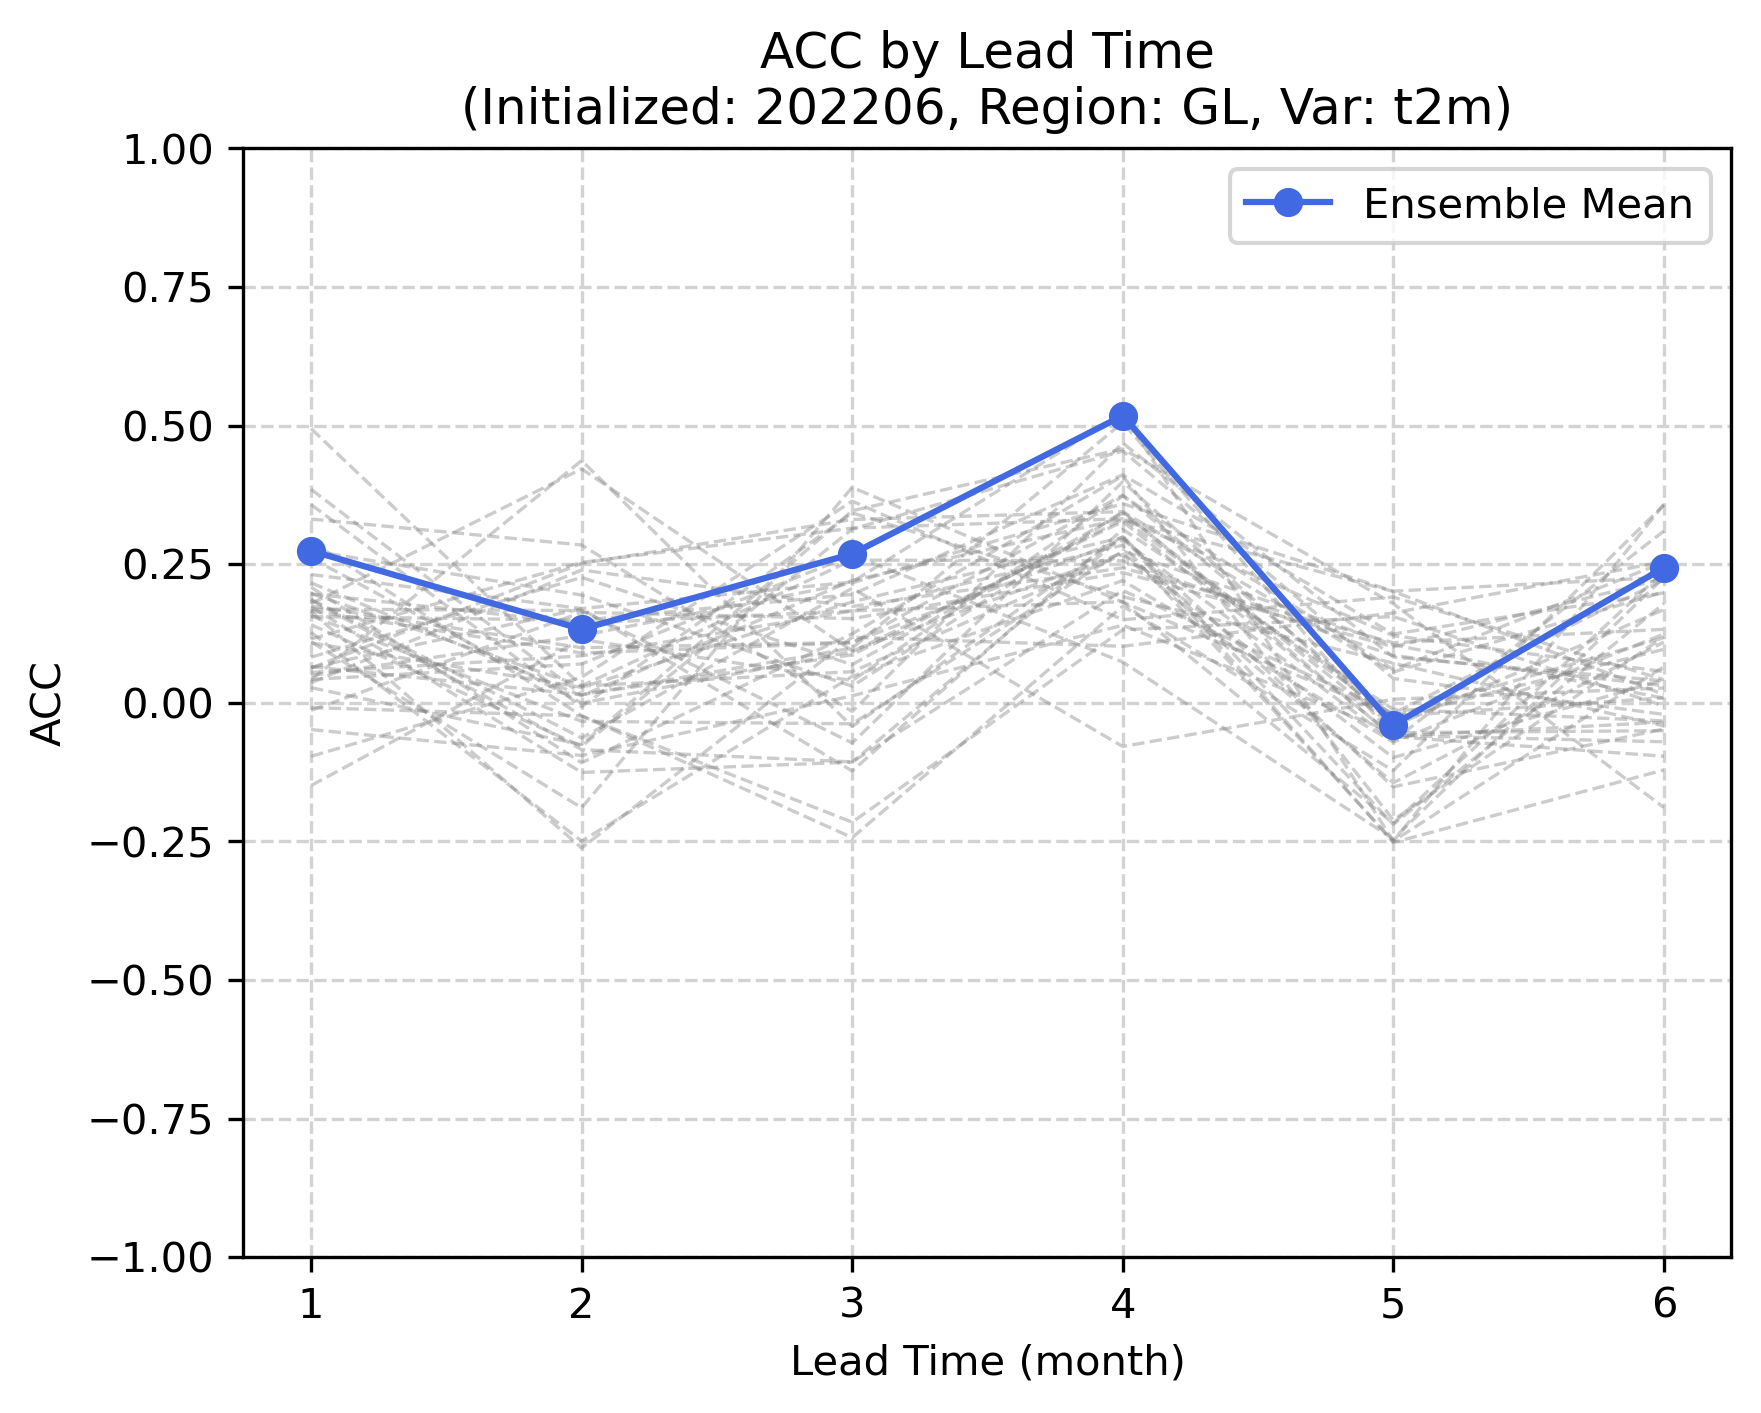 ACC by Lead Time
(Initialized: 202206, Region: GL, Var: t2m)
Ensemble Mean
ACC
1.00
0.75
0.50
0.25
0.00
−0.25
−0.50
−0.75
−1.00
1 2 3 4 5 6
Lead Time (month)